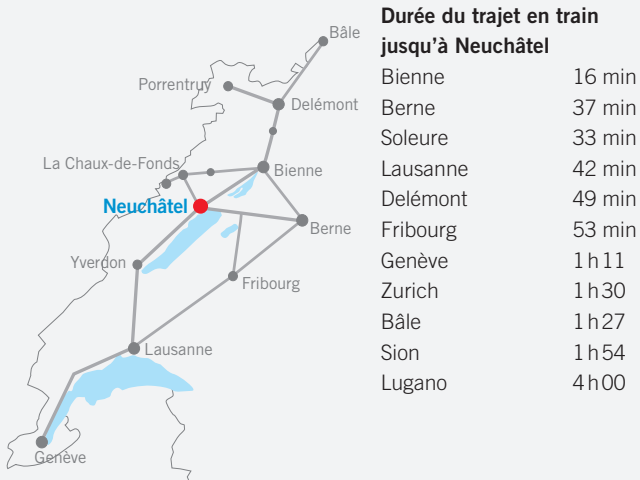 Bâle
Porrentruy
Delémont
La Chaux-de-Fonds
Bienne
Neuchâtel
Berne
Yverdon
Fribourg
Lausanne
Genève
Durée du trajet en train
jusqu'à Neuchâtel
Bienne 16 min
Berne 37 min
Soleure 33 min
Lausanne 42 min
Delémont 49 min
Fribourg 53 min
Genève 1 h 11
Zurich 1 h 30
Bâle 1 h 27
Sion 1 h 54
Lugano 4 h 00